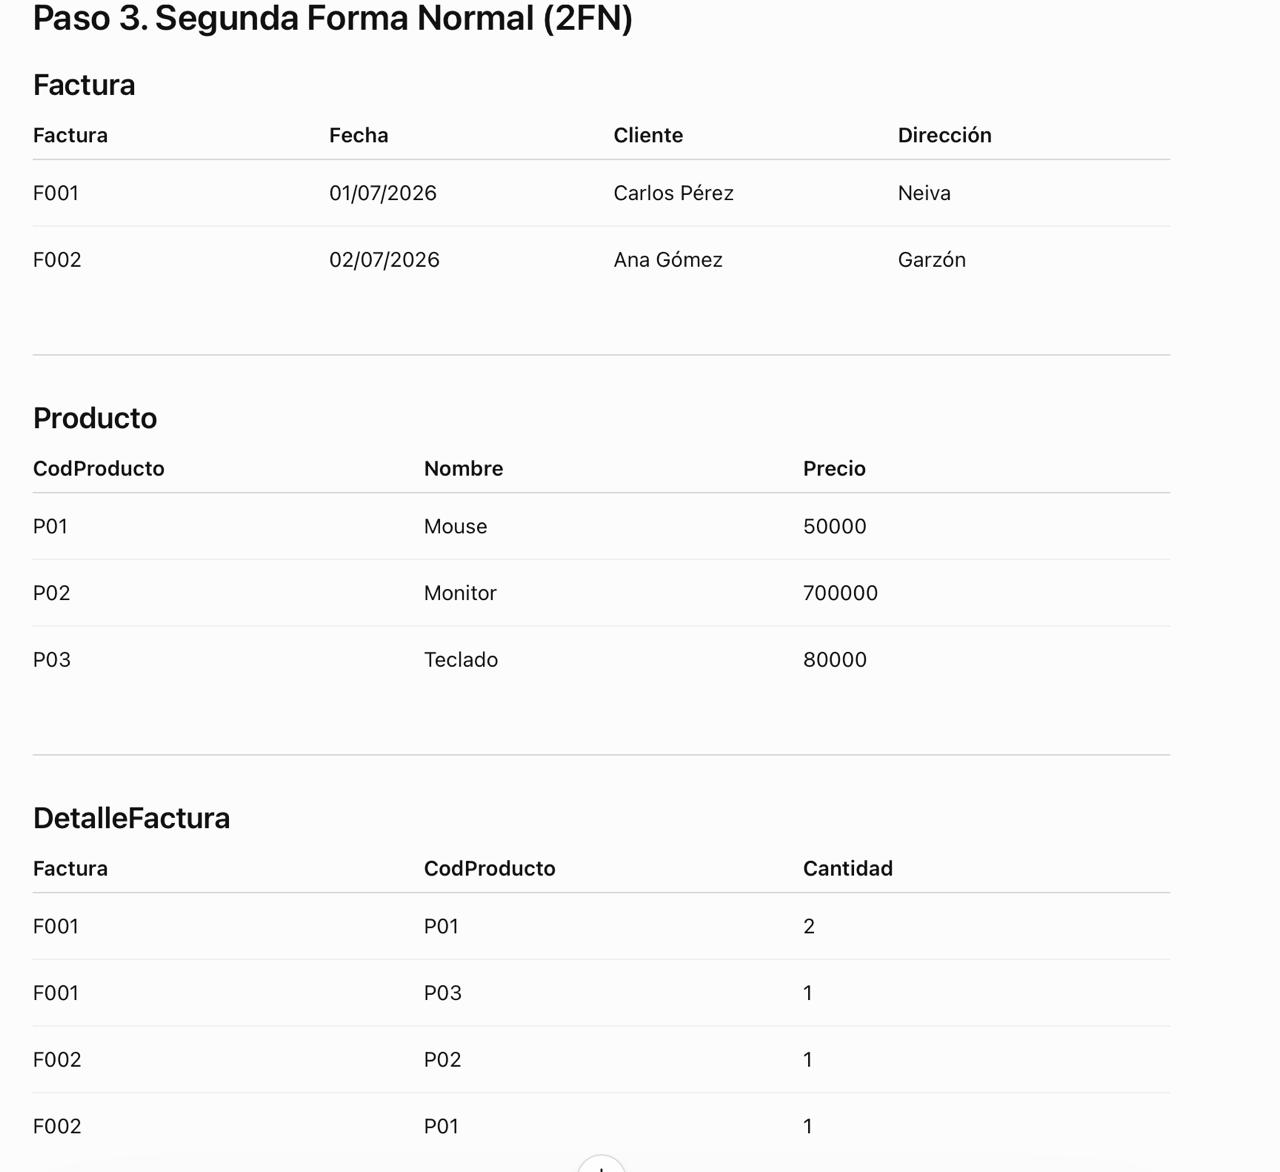 Paso 3. Segunda Forma Normal (2FN)
Factura
Factura Fecha Cliente Dirección
F001 01/07/2026 Carlos Pérez Neiva
F002 02/07/2026 Ana Gómez Garzón
Producto
CodProducto Nombre Precio
P01 Mouse 50000
P02 Monitor 700000
P03 Teclado 80000
DetalleFactura
Factura CodProducto Cantidad
F001 P01 2
F001 P03 1
F002 P02 1
F002 P01 1